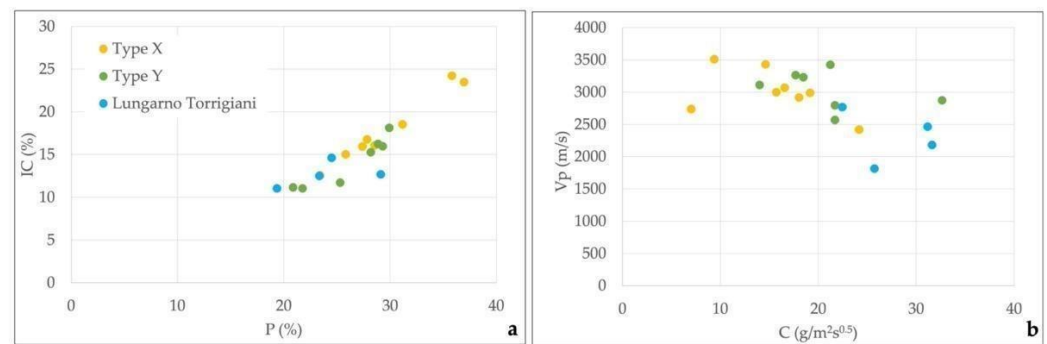 30
25
20
15
10
5
0
IC (%)
Type X
Type Y
Lungarno Torrigiani
0 10 20 30 40
P (%)
a
4000
3500
3000
2500
2000
1500
1000
500
0
Vp (m/s)
0 10 20 30 40
C (g/m²s⁰·⁵)
b